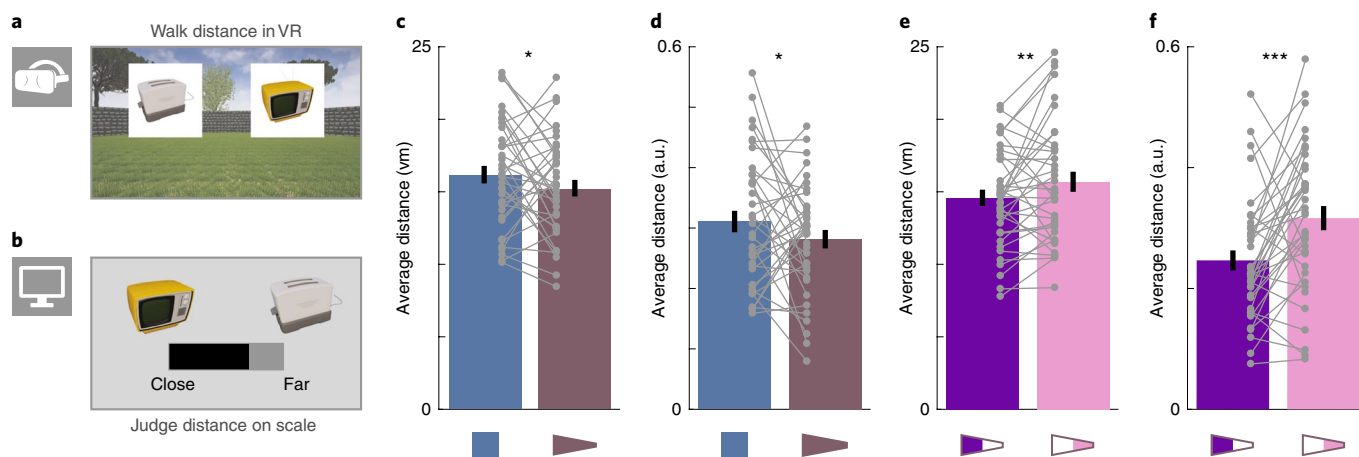 a
Walk distance in VR
b
Close Far
Judge distance on scale
c
25
*
Average distance (vm)
0
d
0.6
*
Average distance (a.u.)
0
e
25
**
Average distance (vm)
0
f
0.6
***
Average distance (a.u.)
0